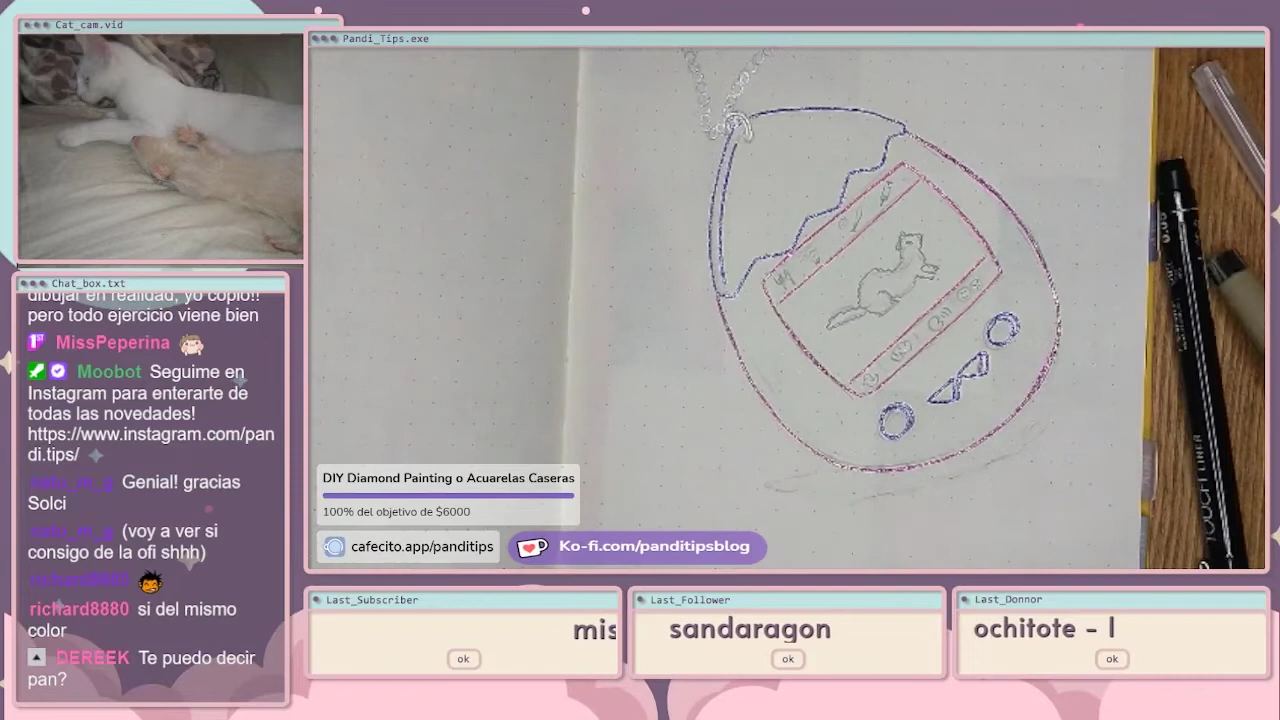 Cat_cam.vid
Pandi_Tips.exe
Chat_box.txt
dibujar en realidad, yo copio!!
pero todo ejercicio viene bien
MissPeperina
Moobot Seguime en
Instagram para enterarte de
todas las novedades!
https://www.instagram.com/pan
di.tips/
Genial! gracias
Solci
(voy a ver si
consigo de la ofi shhh)
richard8880
richard8880 si del mismo
color
DEREEK Te puedo decir
pan?
DIY Diamond Painting o Acuarelas Caseras
100% del objetivo de $6000
cafecito.app/panditips
Ko-fi.com/panditipsblog
TOUCH LINER
0.05
Last_Subscriber
mis
ok
Last_Follower
sandaragon
ok
Last_Donnor
ochitote - l
ok